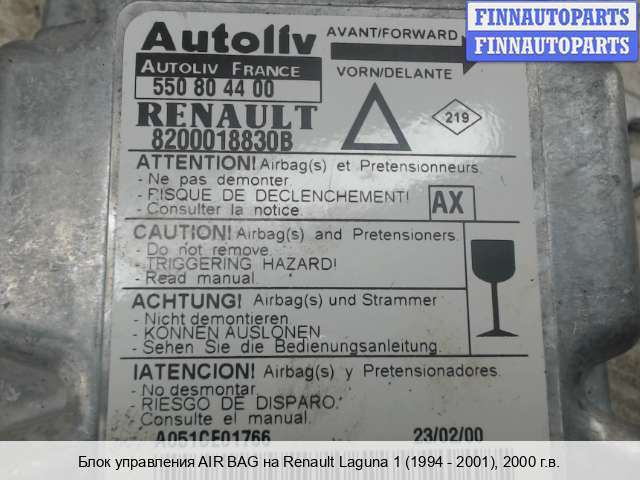 FINNAUTOPARTS
FINNAUTOPARTS
Autoliv AVANT/FORWARD
AUTOLIV FRANCE VORN/DELANTE
550 80 44 00
RENAULT
8200018830B
219
ATTENTION! Airbag(s) et Pretensionneurs.
- Ne pas demonter.
- RISQUE DE DECLENCHEMENT!
- Consulter la notice.
AX
CAUTION! Airbag(s) and Pretensioners.
- Do not remove.
- TRIGGERING HAZARD!
- Read manual.
ACHTUNG! Airbag(s) und Strammer
- Nicht demontieren
- KONNEN AUSLONEN
- Sehen Sie die Bedienungsanleitung.
IATENCION! Airbag(s) y Pretensionadores.
- No desmontar.
- RIESGO DE DISPARO.
- Consulte el manual.
A051CE01766 23/02/00
Блок управления AIR BAG на Renault Laguna 1 (1994 - 2001), 2000 г.в.